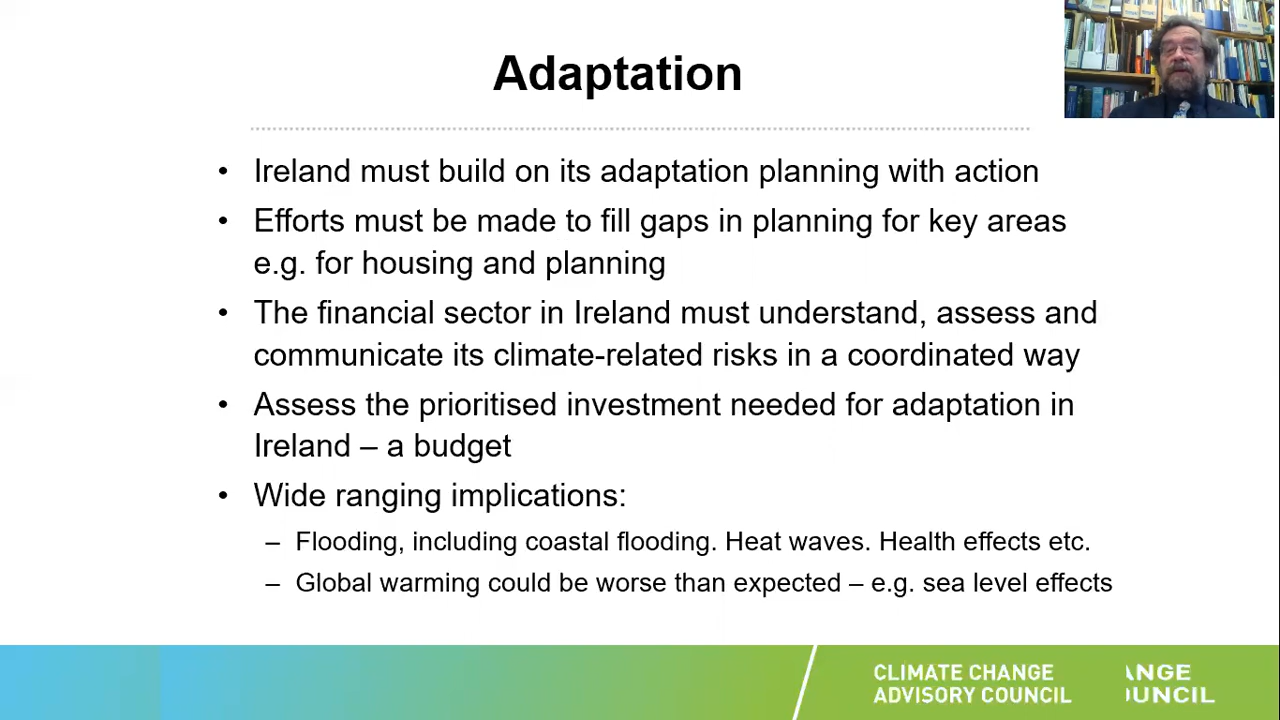 Adaptation
• Ireland must build on its adaptation planning with action
• Efforts must be made to fill gaps in planning for key areas
e.g. for housing and planning
• The financial sector in Ireland must understand, assess and
communicate its climate-related risks in a coordinated way
• Assess the prioritised investment needed for adaptation in
Ireland – a budget
• Wide ranging implications:
– Flooding, including coastal flooding. Heat waves. Health effects etc.
– Global warming could be worse than expected – e.g. sea level effects
CLIMATE CHANGE
ADVISORY COUNCIL
ANGE
OUNCIL